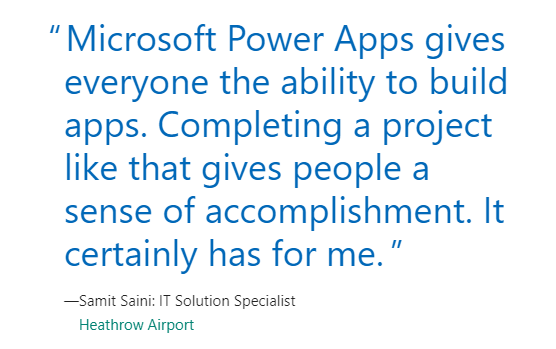 “Microsoft Power Apps gives
everyone the ability to build
apps. Completing a project
like that gives people a
sense of accomplishment. It
certainly has for me.”
—Samit Saini: IT Solution Specialist
Heathrow Airport